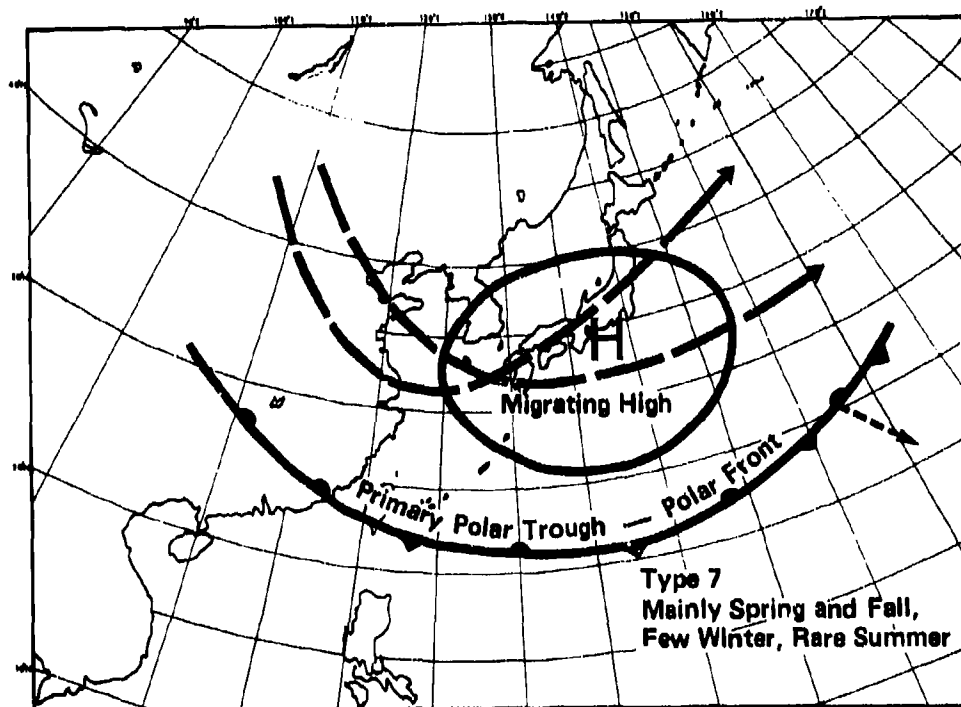 H
Migrating High
Primary Polar Trough — Polar Front
Type 7
Mainly Spring and Fall,
Few Winter, Rare Summer